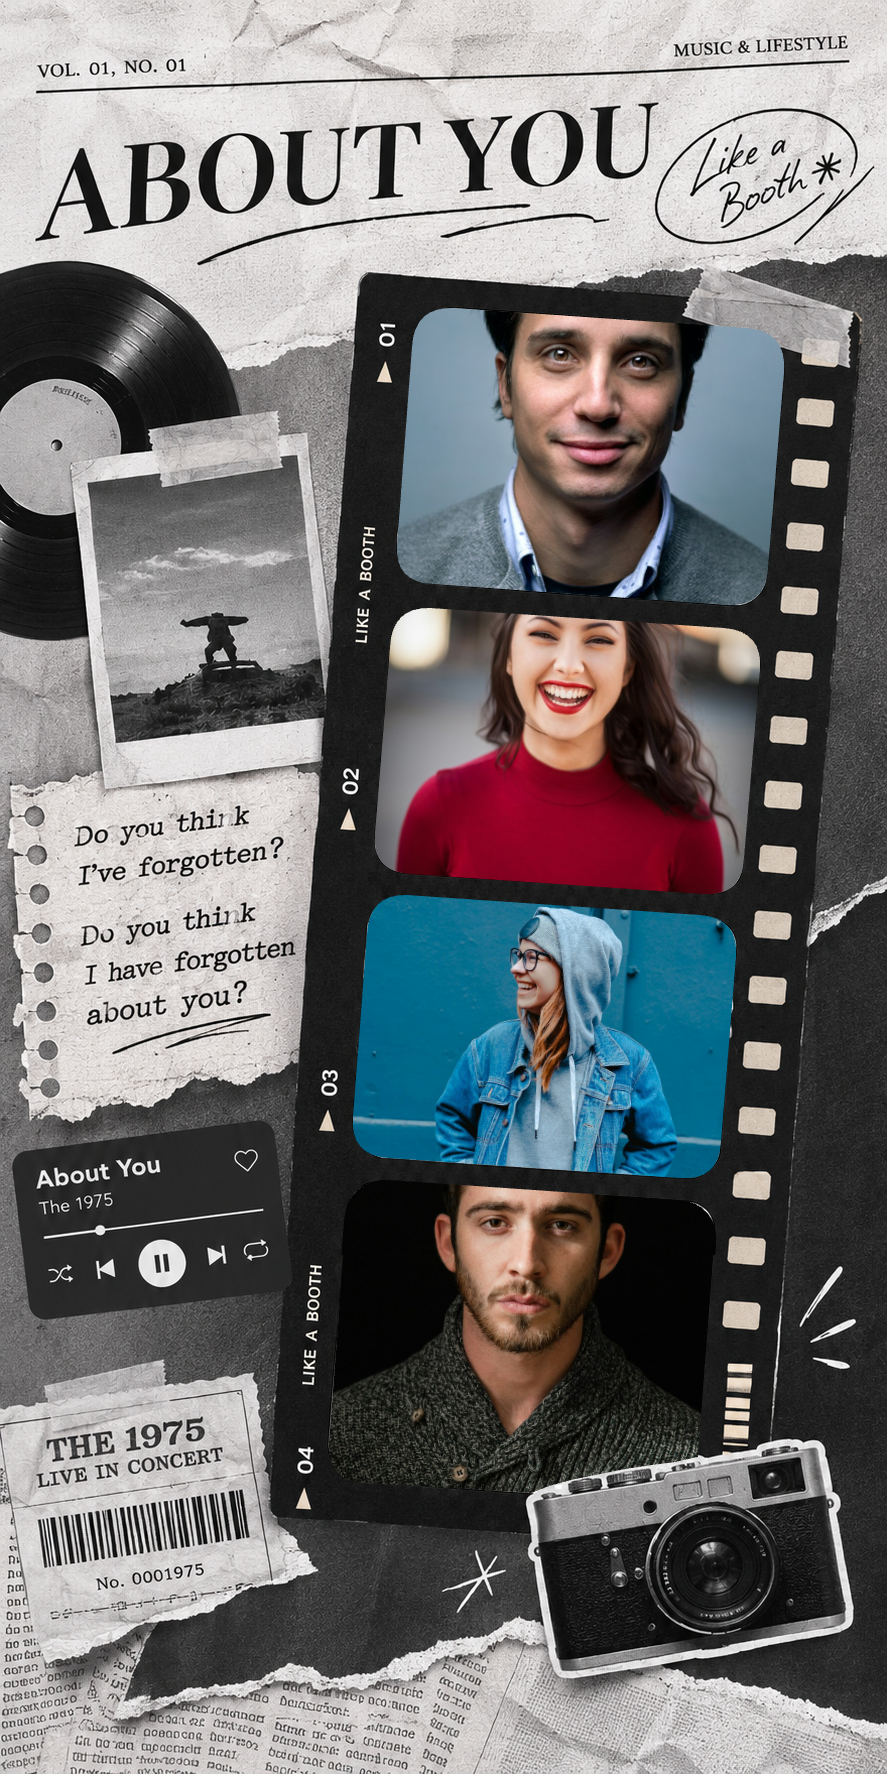 VOL. 01, NO. 01
MUSIC & LIFESTYLE
ABOUT YOU
Like a
Booth
01
LIKE A BOOTH
02
Do you think
I've forgotten?
Do you think
I have forgotten
about you?
03
About You
The 1975
LIKE A BOOTH
04
THE 1975
LIVE IN CONCERT
No. 0001975